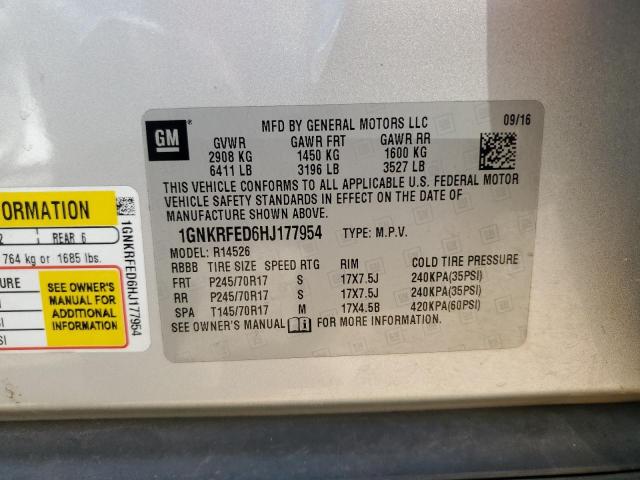 GM
MFD BY GENERAL MOTORS LLC 09/16
GVWR GAWR FRT GAWR RR
2908 KG 1450 KG 1600 KG
6411 LB 3196 LB 3527 LB
THIS VEHICLE CONFORMS TO ALL APPLICABLE U.S. FEDERAL MOTOR
VEHICLE SAFETY STANDARDS IN EFFECT ON THE DATE OF
MANUFACTURE SHOWN ABOVE.
1GNKRFED6HJ177954 TYPE: M.P.V.
MODEL: R14526
RBBB TIRE SIZE SPEED RTG RIM COLD TIRE PRESSURE
FRT P245/70R17 S 17X7.5J 240KPA(35PSI)
RR P245/70R17 S 17X7.5J 240KPA(35PSI)
SPA T145/70R17 M 17X4.5B 420KPA(60PSI)
SEE OWNER'S MANUAL FOR MORE INFORMATION.
2 REAR 6
764 kg or 1685 lbs.
SEE OWNER'S
MANUAL FOR
ADDITIONAL
INFORMATION
1GNKRFED6HJ177954